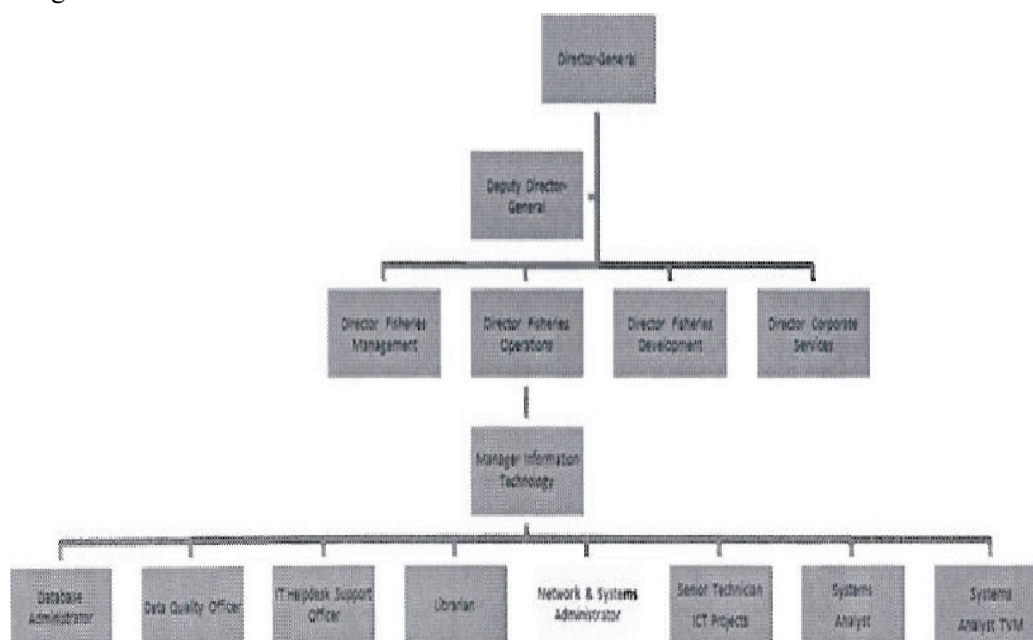 Director-General
Deputy Director-
General
Director Fisheries
Management
Director Fisheries
Operations
Director Fisheries
Development
Director Corporate
Services
Manager Information
Technology
Database
Administrator
Data Quality Officer
IT Helpdesk Support
Officer
Librarian
Network & Systems
Administrator
Senior Technician
ICT Projects
Systems
Analyst
Systems
Analyst TVM